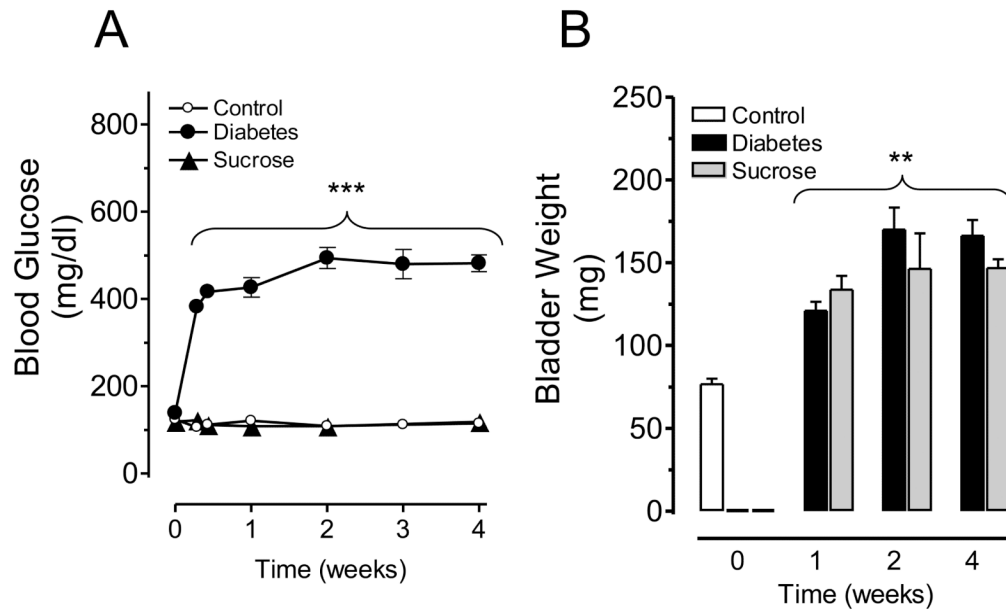 A
Blood Glucose
(mg/dl)
800
600
400
200
0
Control
Diabetes
Sucrose
***
0 1 2 3 4
Time (weeks)
B
Bladder Weight
(mg)
250
200
150
100
50
0
Control
Diabetes
Sucrose
**
0 1 2 4
Time (weeks)